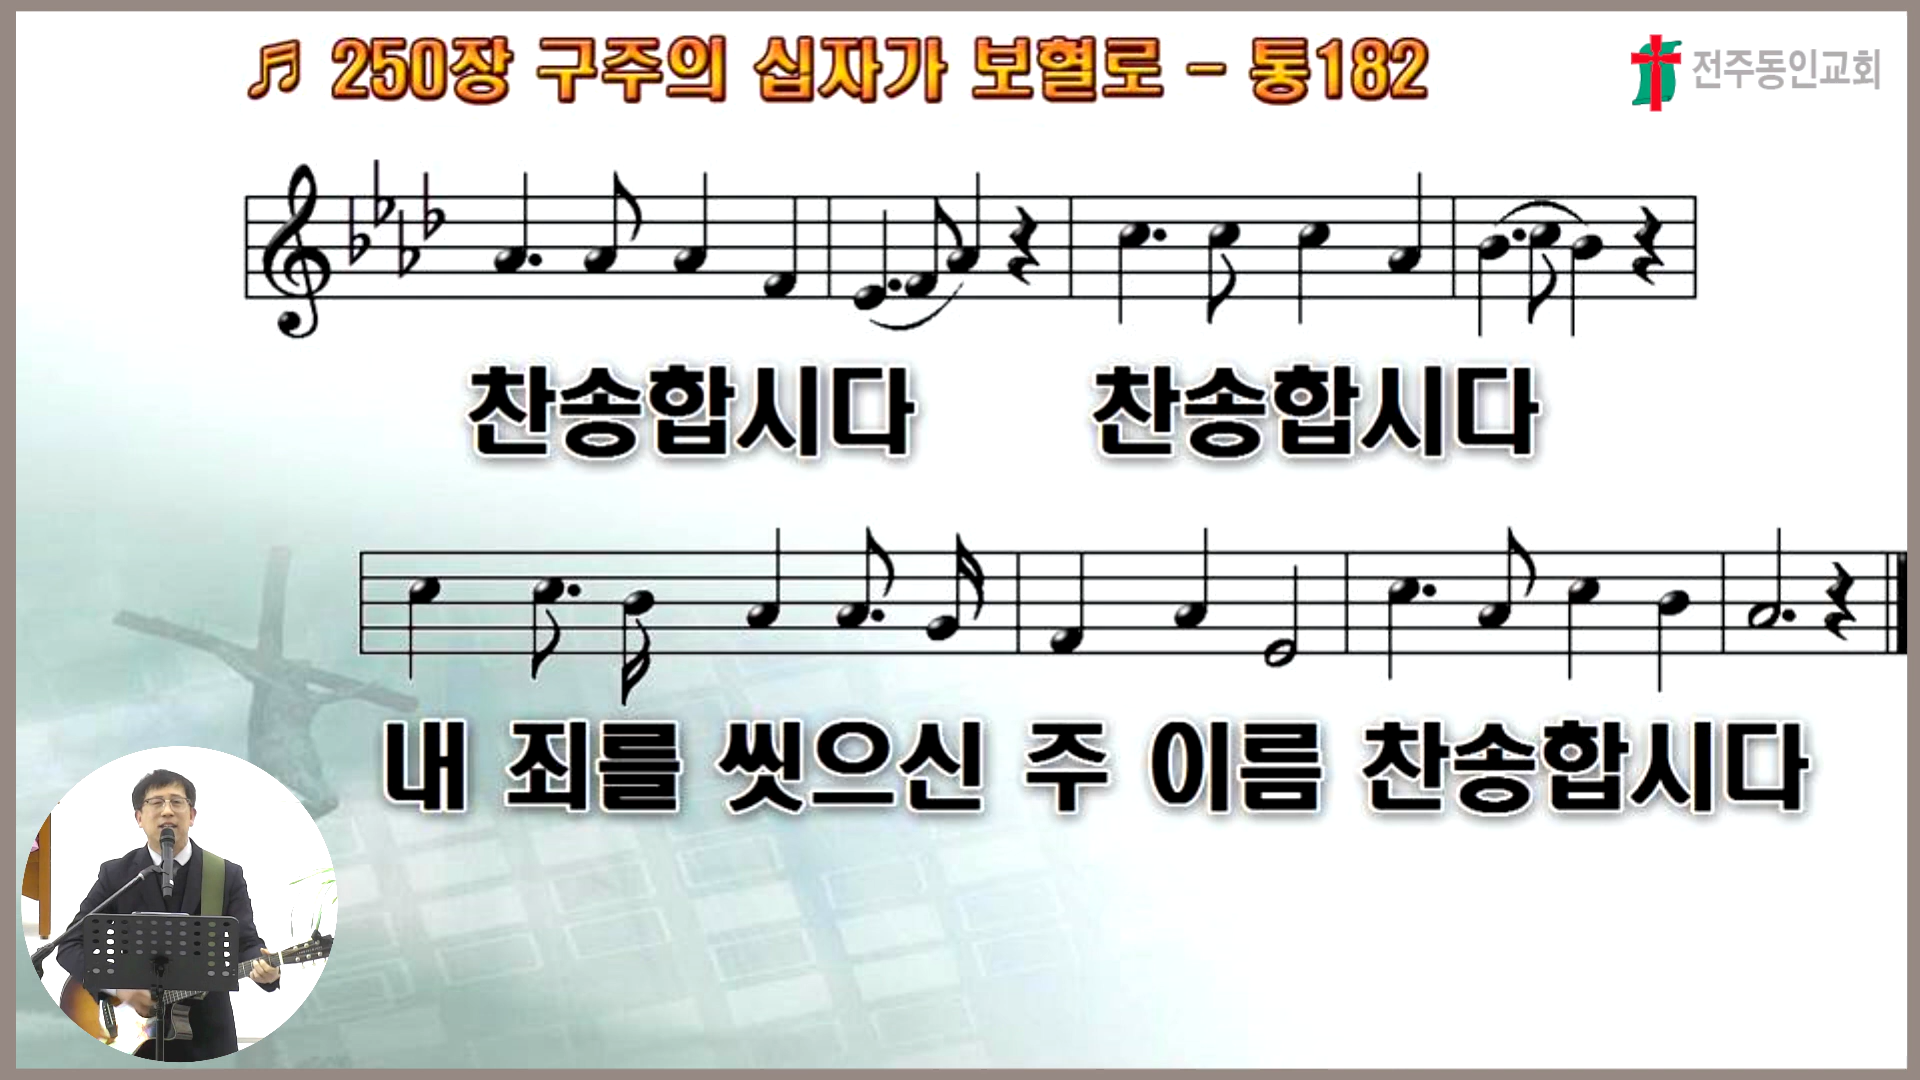 ♬ 250장 구주의 십자가 보혈로 - 통182
전주동인교회
찬송합시다 찬송합시다
내 죄를 씻으신 주 이름 찬송합시다